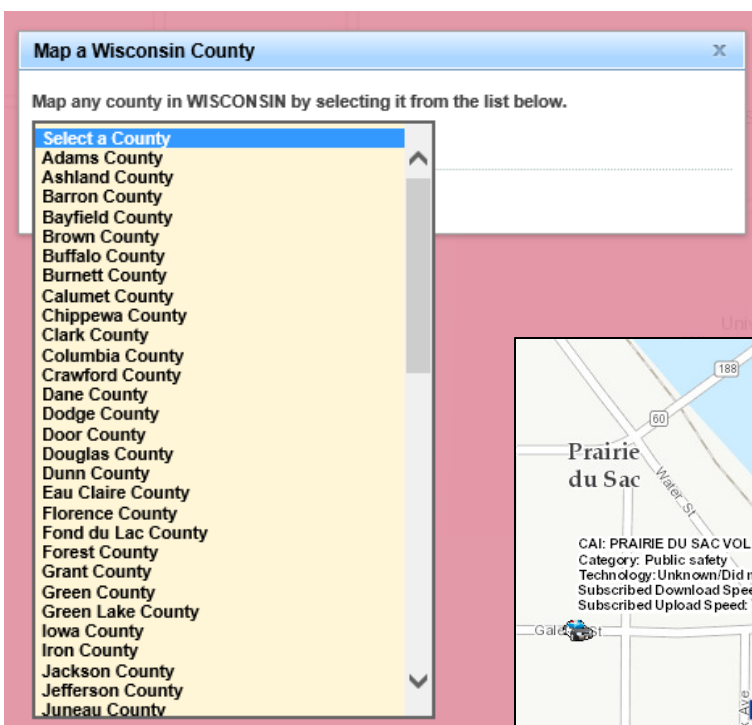 Map a Wisconsin County
x
Map any county in WISCONSIN by selecting it from the list below.
Select a County
Adams County
Ashland County
Barron County
Bayfield County
Brown County
Buffalo County
Burnett County
Calumet County
Chippewa County
Clark County
Columbia County
Crawford County
Dane County
Dodge County
Door County
Douglas County
Dunn County
Eau Claire County
Florence County
Fond du Lac County
Forest County
Grant County
Green County
Green Lake County
Iowa County
Iron County
Jackson County
Jefferson County
Juneau County
188
60
Prairie
du Sac
Water St
CAI: PRAIRIE DU SAC VOL
Category: Public safety
Technology: Unknown/Did
Subscribed Download
Subscribed Upload Speed:
St
Ave